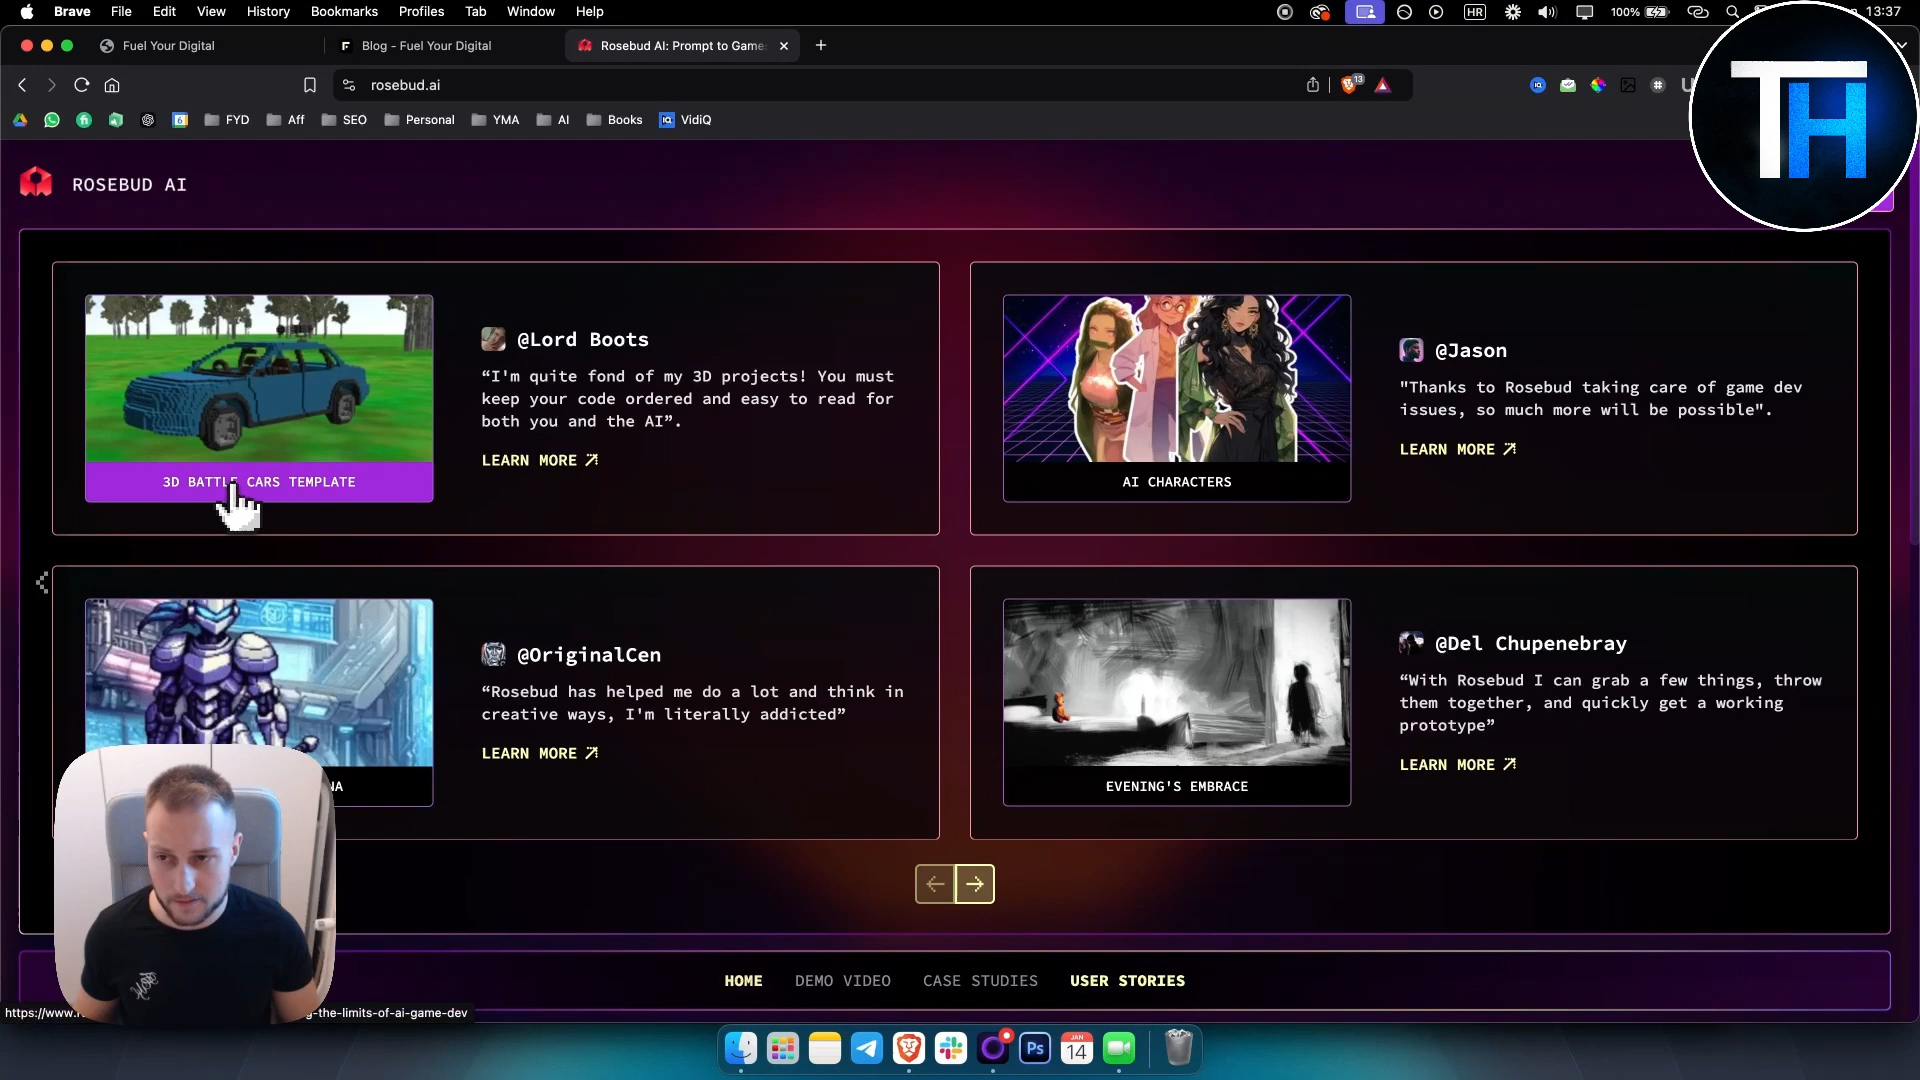 Brave File Edit View History Bookmarks Profiles Tab Window Help HR 100% 13:37
Fuel Your Digital Blog - Fuel Your Digital Rosebud AI: Prompt to Game
rosebud.ai 13
FYD Aff SEO Personal YMA AI Books VidiQ
TH
ROSEBUD AI
@Lord Boots
“I'm quite fond of my 3D projects! You must
keep your code ordered and easy to read for
both you and the AI”.
LEARN MORE
3D BATTLE CARS TEMPLATE
@Jason
"Thanks to Rosebud taking care of game dev
issues, so much more will be possible".
LEARN MORE
AI CHARACTERS
@OriginalCen
“Rosebud has helped me do a lot and think in
creative ways, I'm literally addicted”
LEARN MORE
@Del Chupenebray
“With Rosebud I can grab a few things, throw
them together, and quickly get a working
prototype”
LEARN MORE
EVENING'S EMBRACE
HOME DEMO VIDEO CASE STUDIES USER STORIES
https://www.r
g-the-limits-of-ai-game-dev
Ps
JAN
14